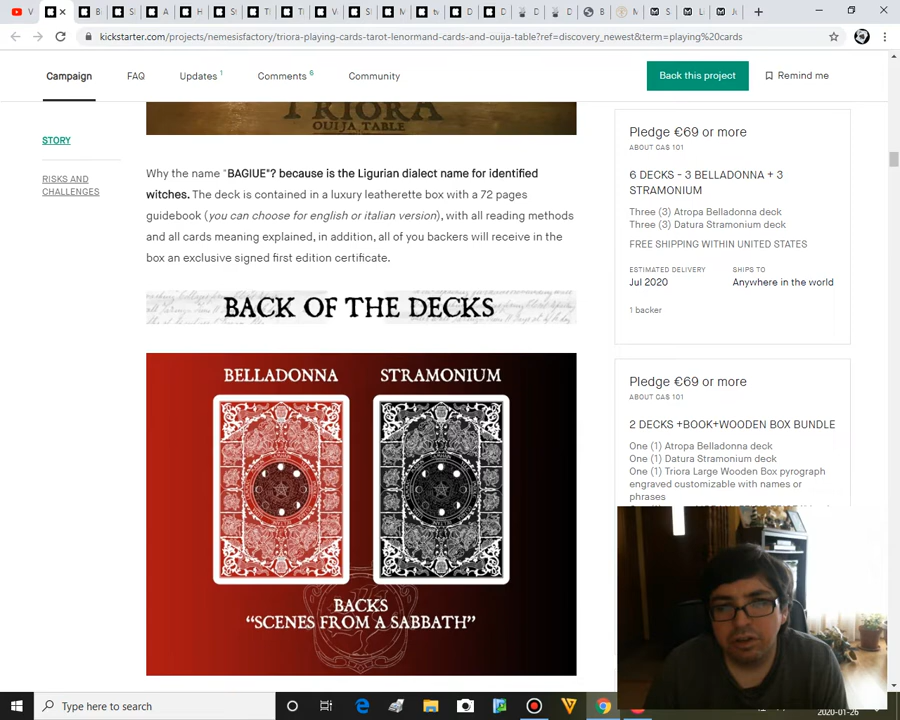 kickstarter.com/projects/nemesisfactory/triora-playing-cards-tarot-lenormand-cards-and-ouija-table?ref=discovery_newest&term=playing%20cards
Campaign
FAQ
Updates 1
Comments 6
Community
Back this project
Remind me
STORY
RISKS AND
CHALLENGES
TRIORA
OUIJA TABLE
Why the name "BAGIUE"? because is the Ligurian dialect name for identified
witches. The deck is contained in a luxury leatherette box with a 72 pages
guidebook (you can choose for english or italian version), with all reading methods
and all cards meaning explained, in addition, all of you backers will receive in the
box an exclusive signed first edition certificate.
BACK OF THE DECKS
BELLADONNA
STRAMONIUM
BACKS
"SCENES FROM A SABBATH"
Pledge €69 or more
ABOUT CA$ 101
6 DECKS - 3 BELLADONNA + 3
STRAMONIUM
Three (3) Atropa Belladonna deck
Three (3) Datura Stramonium deck
FREE SHIPPING WITHIN UNITED STATES
ESTIMATED DELIVERY
SHIPS TO
Jul 2020
Anywhere in the world
1 backer
Pledge €69 or more
ABOUT CA$ 101
2 DECKS +BOOK+WOODEN BOX BUNDLE
One (1) Atropa Belladonna deck
One (1) Datura Stramonium deck
One (1) Triora Large Wooden Box pyrograph
engraved customizable with names or
phrases
Type here to search
2020-01-26